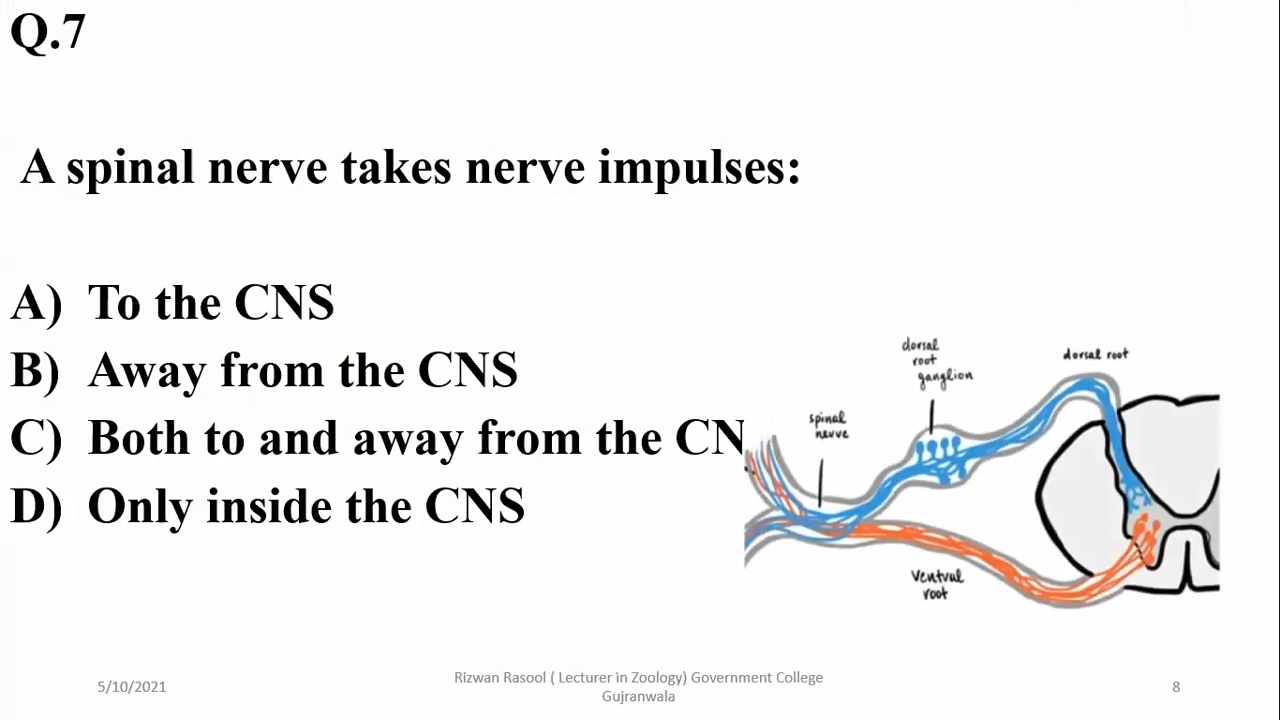 Q.7
A spinal nerve takes nerve impulses:
A) To the CNS
B) Away from the CNS
C) Both to and away from the CN
D) Only inside the CNS
dorsal
root
ganglion
dorsal root
spinal
nerve
ventral
root
5/10/2021
Rizwan Rasool ( Lecturer in Zoology) Government College
Gujranwala
8